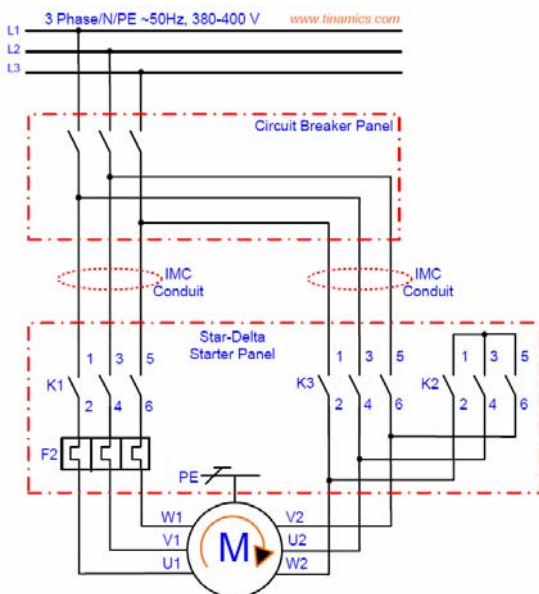 3 Phase/N/PE ~50Hz, 380-400 V
www.tinamics.com
L1
L2
L3
Circuit Breaker Panel
IMC
Conduit
IMC
Conduit
Star-Delta
Starter Panel
1 3 5
K1
2 4 6
1 3 5
K3
2 4 6
1 3 5
K2
2 4 6
F2
PE
W1
V1
U1
M
V2
U2
W2